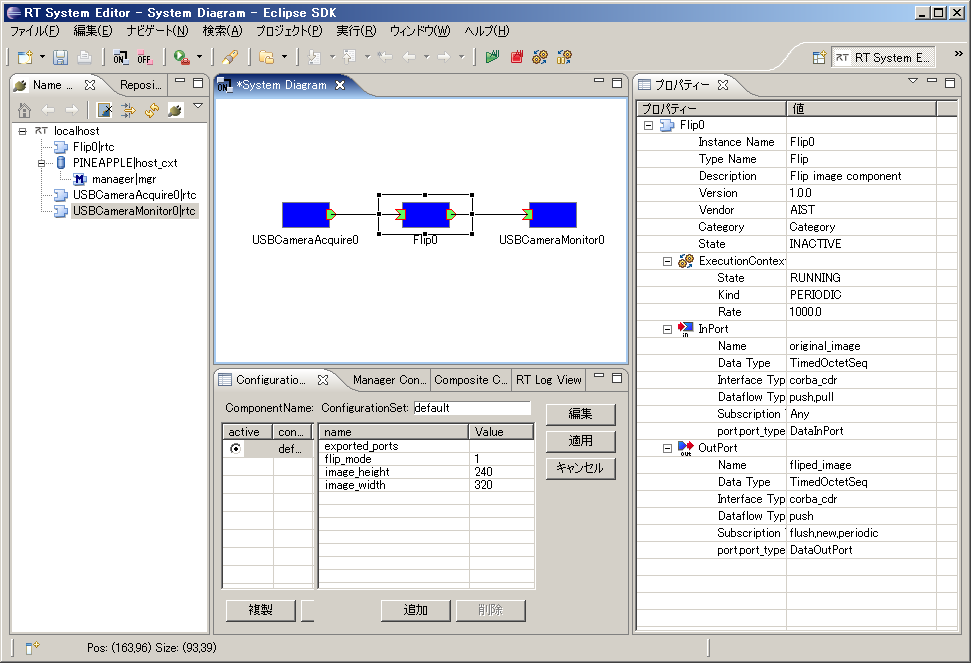 RT System Editor - System Diagram - Eclipse SDK
ファイル(F) 編集(E) ナビゲート(N) 検索(A) プロジェクト(P) 実行(R) ウィンドウ(W) ヘルプ(H)
ON OFF RT RT System E... »
Name ... Reposi...
RT localhost
Flip0|rtc
PINEAPPLE|host_cxt
M manager|mgr
USBCameraAcquire0|rtc
USBCameraMonitor0|rtc
ON *System Diagram
USBCameraAcquire0 Flip0 USBCameraMonitor0
Configuratio... Manager Con... Composite C... RT Log View
ComponentName: ConfigurationSet: default
編集
適用
キャンセル
active con...
def...
name Value
exported_ports
flip_mode 1
image_height 240
image_width 320
複製 追加 削除
プロパティー
プロパティー 値
Flip0
Instance Name Flip0
Type Name Flip
Description Flip image component
Version 1.0.0
Vendor AIST
Category Category
State INACTIVE
ExecutionContex
State RUNNING
Kind PERIODIC
Rate 1000.0
in InPort
Name original_image
Data Type TimedOctetSeq
Interface Typ corba_cdr
Dataflow Typ push,pull
Subscription Any
port.port_type DataInPort
out OutPort
Name fliped_image
Data Type TimedOctetSeq
Interface Typ corba_cdr
Dataflow Typ push
Subscription flush,new,periodic
port.port_type DataOutPort
Pos: (163,96) Size: (93,39)